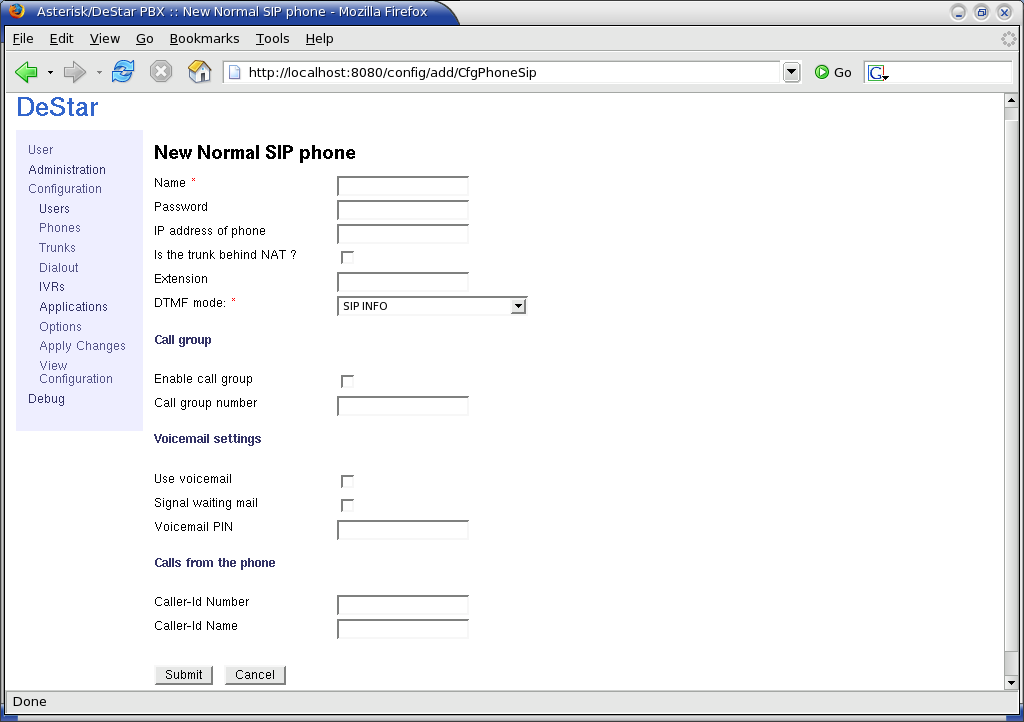 Asterisk/DeStar PBX :: New Normal SIP phone - Mozilla Firefox
File Edit View Go Bookmarks Tools Help
http://localhost:8080/config/add/CfgPhoneSip Go G
DeStar
User
Administration
Configuration
Users
Phones
Trunks
Dialout
IVRs
Applications
Options
Apply Changes
View
Configuration
Debug
New Normal SIP phone
Name *
Password
IP address of phone
Is the trunk behind NAT ?
Extension
DTMF mode: * SIP INFO
Call group
Enable call group
Call group number
Voicemail settings
Use voicemail
Signal waiting mail
Voicemail PIN
Calls from the phone
Caller-Id Number
Caller-Id Name
Submit Cancel
Done